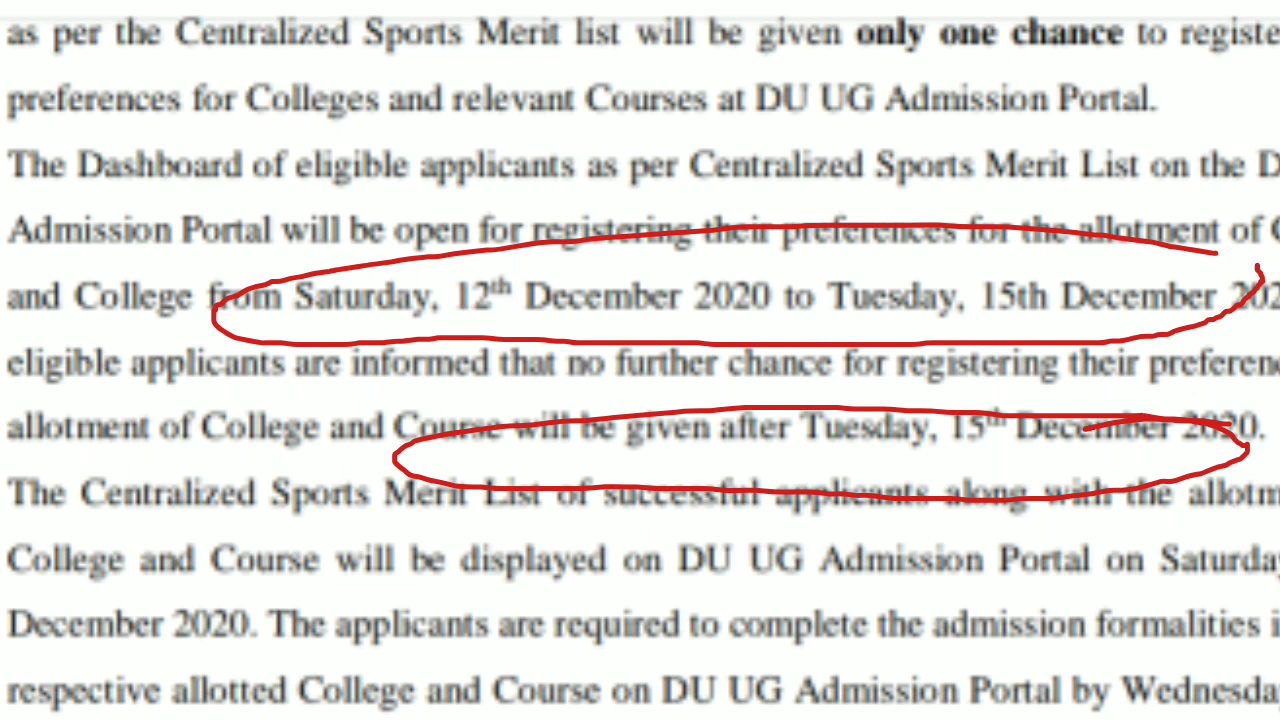 as per the Centralized Sports Merit list will be given only one chance to registe
preferences for Colleges and relevant Courses at DU UG Admission Portal.
The Dashboard of eligible applicants as per Centralized Sports Merit List on the D
Admission Portal will be open for registering their preferences for the allotment of C
and College from Saturday, 12th December 2020 to Tuesday, 15th December 202
eligible applicants are informed that no further chance for registering their preferenc
allotment of College and Course will be given after Tuesday, 15th December 2020.
The Centralized Sports Merit List of successful applicants along with the allotm
College and Course will be displayed on DU UG Admission Portal on Saturday
December 2020. The applicants are required to complete the admission formalities i
respective allotted College and Course on DU UG Admission Portal by Wednesda